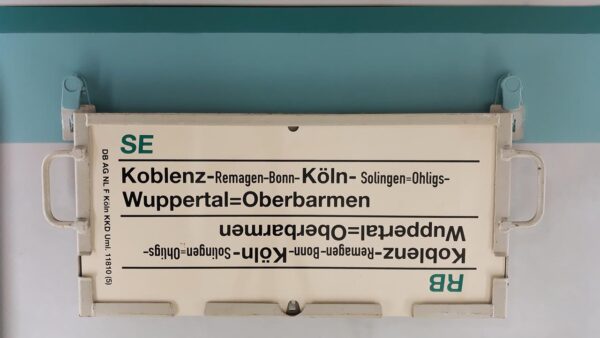 SE
Koblenz-Remagen-Bonn-Köln-Solingen=Ohligs-
Wuppertal=Oberbarmen
RB
Koblenz-Remagen-Bonn-Köln-Solingen=Ohligs-
Wuppertal=Oberbarmen
DB AG NL F Köln KKD Uml. 11810 (5)